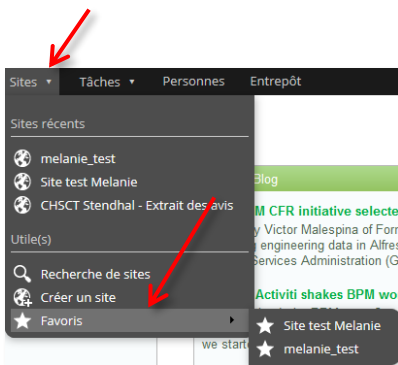 Sites Tâches Personnes Entrepôt
Sites récents
melanie_test
Site test Melanie
CHSCT Stendhal - Extrait des avis
Utile(s)
Recherche de sites
Créer un site
Favoris
Site test Melanie
melanie_test
Blog
M CFR initiative selecte
y Victor Malespina of For
engineering data in Alfres
Services Administration (G
Activiti shakes BPM wo
we starte